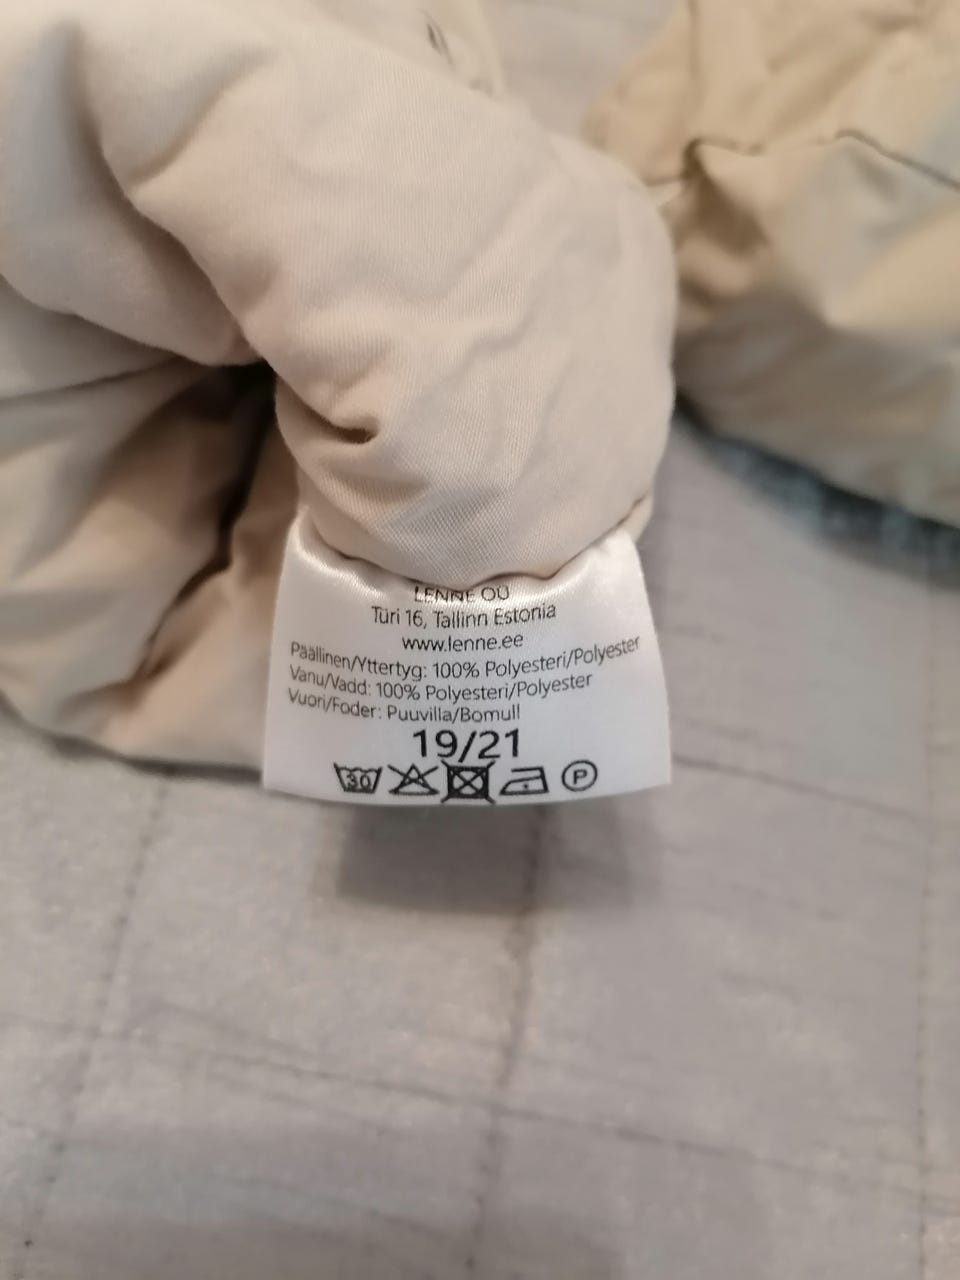 LENNE OÜ
Türi 16, Tallinn Estonia
www.lenne.ee
Päällinen/Yttertyg: 100% Polyesteri/Polyester
Vanu/Vadd: 100% Polyesteri/Polyester
Vuori/Foder: Puuvilla/Bomull
19/21
30 P